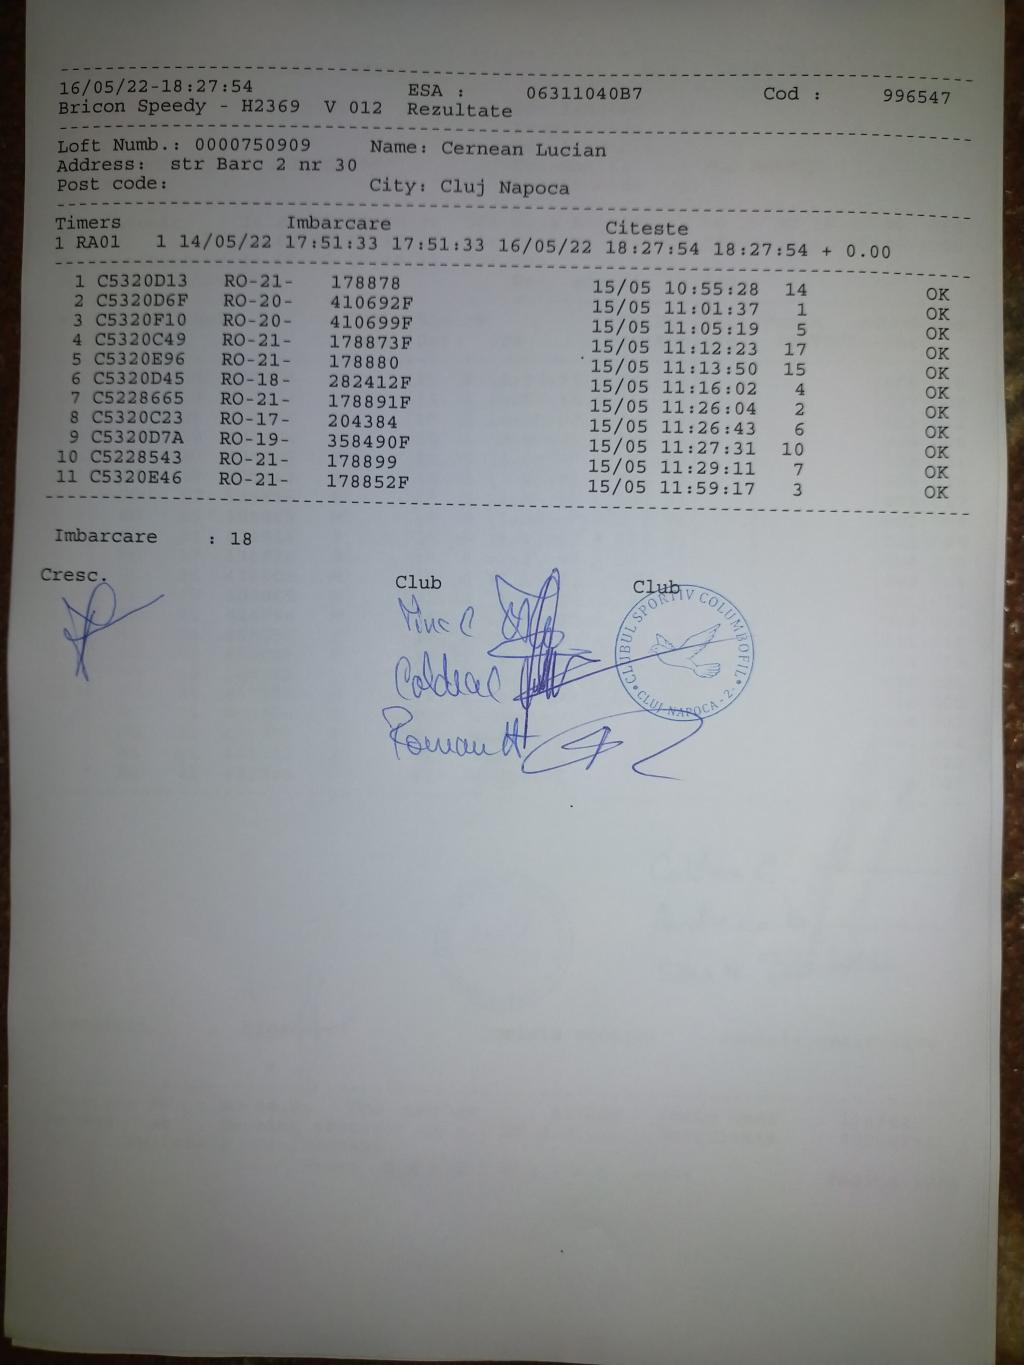 16/05/22-18:27:54 ESA : 06311040B7 Cod : 996547
Bricon Speedy - H2369 V 012 Rezultate
Loft Numb.: 0000750909 Name: Cernean Lucian
Address: str Barc 2 nr 30
Post code: City: Cluj Napoca
Timers Imbarcare Citeste
1 RA01 1 14/05/22 17:51:33 17:51:33 16/05/22 18:27:54 18:27:54 + 0.00
1 C5320D13 RO-21- 178878 15/05 10:55:28 14 OK
2 C5320D6F RO-20- 410692F 15/05 11:01:37 1 OK
3 C5320F10 RO-20- 410699F 15/05 11:05:19 5 OK
4 C5320C49 RO-21- 178873F 15/05 11:12:23 17 OK
5 C5320E96 RO-21- 178880 15/05 11:13:50 15 OK
6 C5320D45 RO-18- 282412F 15/05 11:16:02 4 OK
7 C5228665 RO-21- 178891F 15/05 11:26:04 2 OK
8 C5320C23 RO-17- 204384 15/05 11:26:43 6 OK
9 C5320D7A RO-19- 358490F 15/05 11:27:31 10 OK
10 C5228543 RO-21- 178899 15/05 11:29:11 7 OK
11 C5320E46 RO-21- 178852F 15/05 11:59:17 3 OK
Imbarcare : 18
Cresc. Club Club
CLUBUL SPORTIV COLUMBOFIL
CLUJ-NAPOCA - 2 -